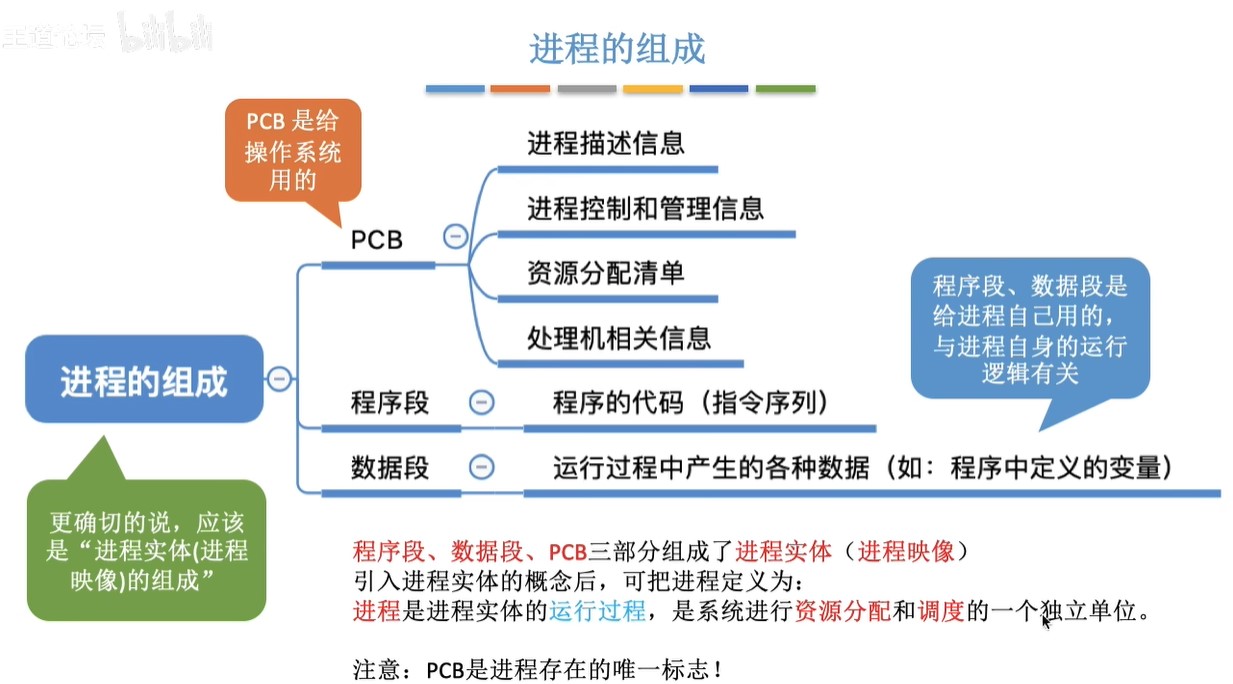 王道论坛 bilibili
进程的组成
PCB 是给
操作系统
用的
进程描述信息
进程控制和管理信息
PCB
资源分配清单
处理机相关信息
程序段、数据段是
给进程自己用的，
与进程自身的运行
逻辑有关
进程的组成
程序段
程序的代码（指令序列）
数据段
运行过程中产生的各种数据（如：程序中定义的变量）
更确切的说，应该
是“进程实体(进程
映像)的组成”
程序段、数据段、PCB三部分组成了进程实体（进程映像）
引入进程实体的概念后，可把进程定义为：
进程是进程实体的运行过程，是系统进行资源分配和调度的一个独立单位。
注意：PCB是进程存在的唯一标志！